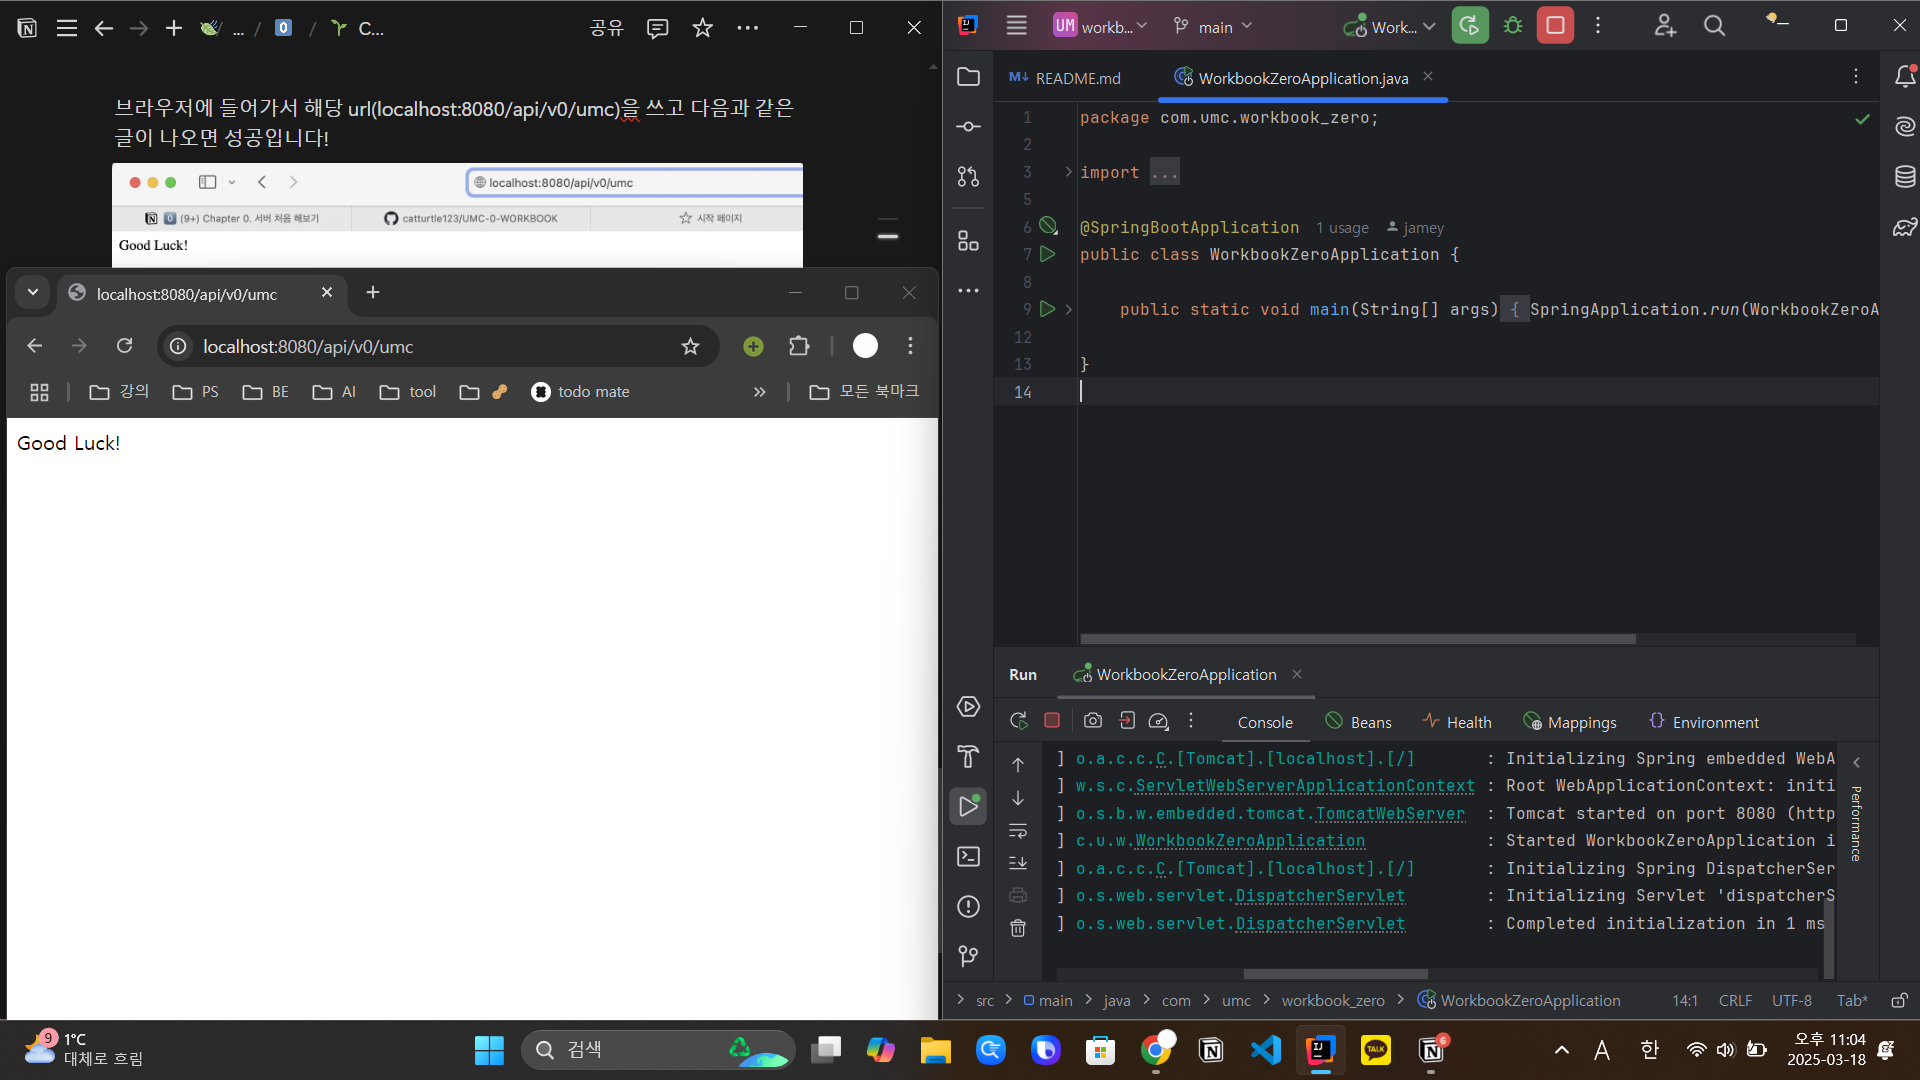 ... / 0 / C...
공유
브라우저에 들어가서 해당 url(localhost:8080/api/v0/umc)을 쓰고 다음과 같은
글이 나오면 성공입니다!
localhost:8080/api/v0/umc
(9+) Chapter 0. 서버 처음 해보기
catturtle123/UMC-0-WORKBOOK
시작 페이지
Good Luck!
localhost:8080/api/v0/umc
localhost:8080/api/v0/umc
강의 PS BE AI tool todo mate » 모든 북마크
Good Luck!
UM workb... main Work...
README.md WorkbookZeroApplication.java
1 package com.umc.workbook_zero;
2
3 import ...
5
6 @SpringBootApplication 1 usage jamey
7 public class WorkbookZeroApplication {
8
9 public static void main(String[] args) { SpringApplication.run(WorkbookZeroA
12
13 }
14
Run WorkbookZeroApplication
Console Beans Health Mappings Environment
] o.a.c.c.C.[Tomcat].[localhost].[/] : Initializing Spring embedded WebA
] w.s.c.ServletWebServerApplicationContext : Root WebApplicationContext: initi
] o.s.b.w.embedded.tomcat.TomcatWebServer : Tomcat started on port 8080 (http
] c.u.w.WorkbookZeroApplication : Started WorkbookZeroApplication i
] o.a.c.c.C.[Tomcat].[localhost].[/] : Initializing Spring DispatcherSer
] o.s.web.servlet.DispatcherServlet : Initializing Servlet 'dispatcherS
] o.s.web.servlet.DispatcherServlet : Completed initialization in 1 ms
Performance
src > main > java > com > umc > workbook_zero > WorkbookZeroApplication 14:1 CRLF UTF-8 Tab*
9 1°C
대체로 흐림
검색
TALK
6
A 한
오후 11:04
2025-03-18